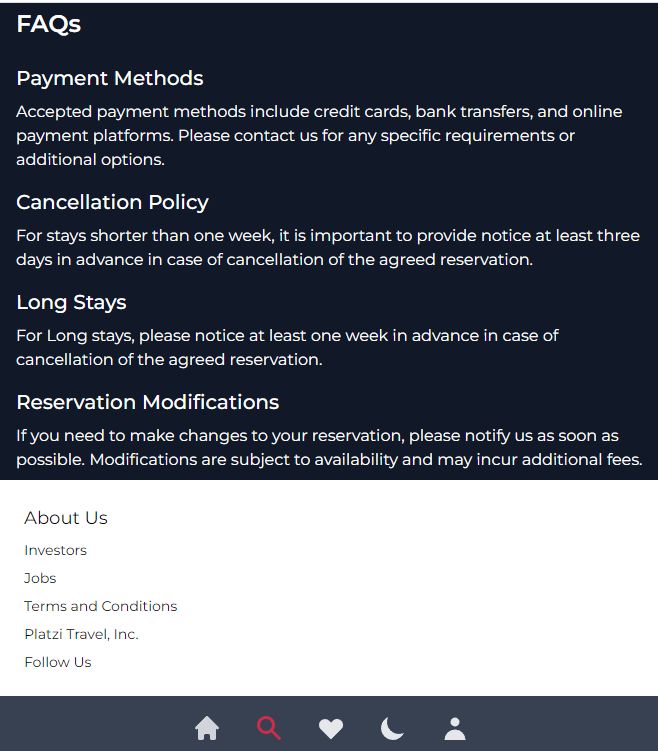 FAQs
Payment Methods
Accepted payment methods include credit cards, bank transfers, and online
payment platforms. Please contact us for any specific requirements or
additional options.
Cancellation Policy
For stays shorter than one week, it is important to provide notice at least three
days in advance in case of cancellation of the agreed reservation.
Long Stays
For Long stays, please notice at least one week in advance in case of
cancellation of the agreed reservation.
Reservation Modifications
If you need to make changes to your reservation, please notify us as soon as
possible. Modifications are subject to availability and may incur additional fees.
About Us
Investors
Jobs
Terms and Conditions
Platzi Travel, Inc.
Follow Us